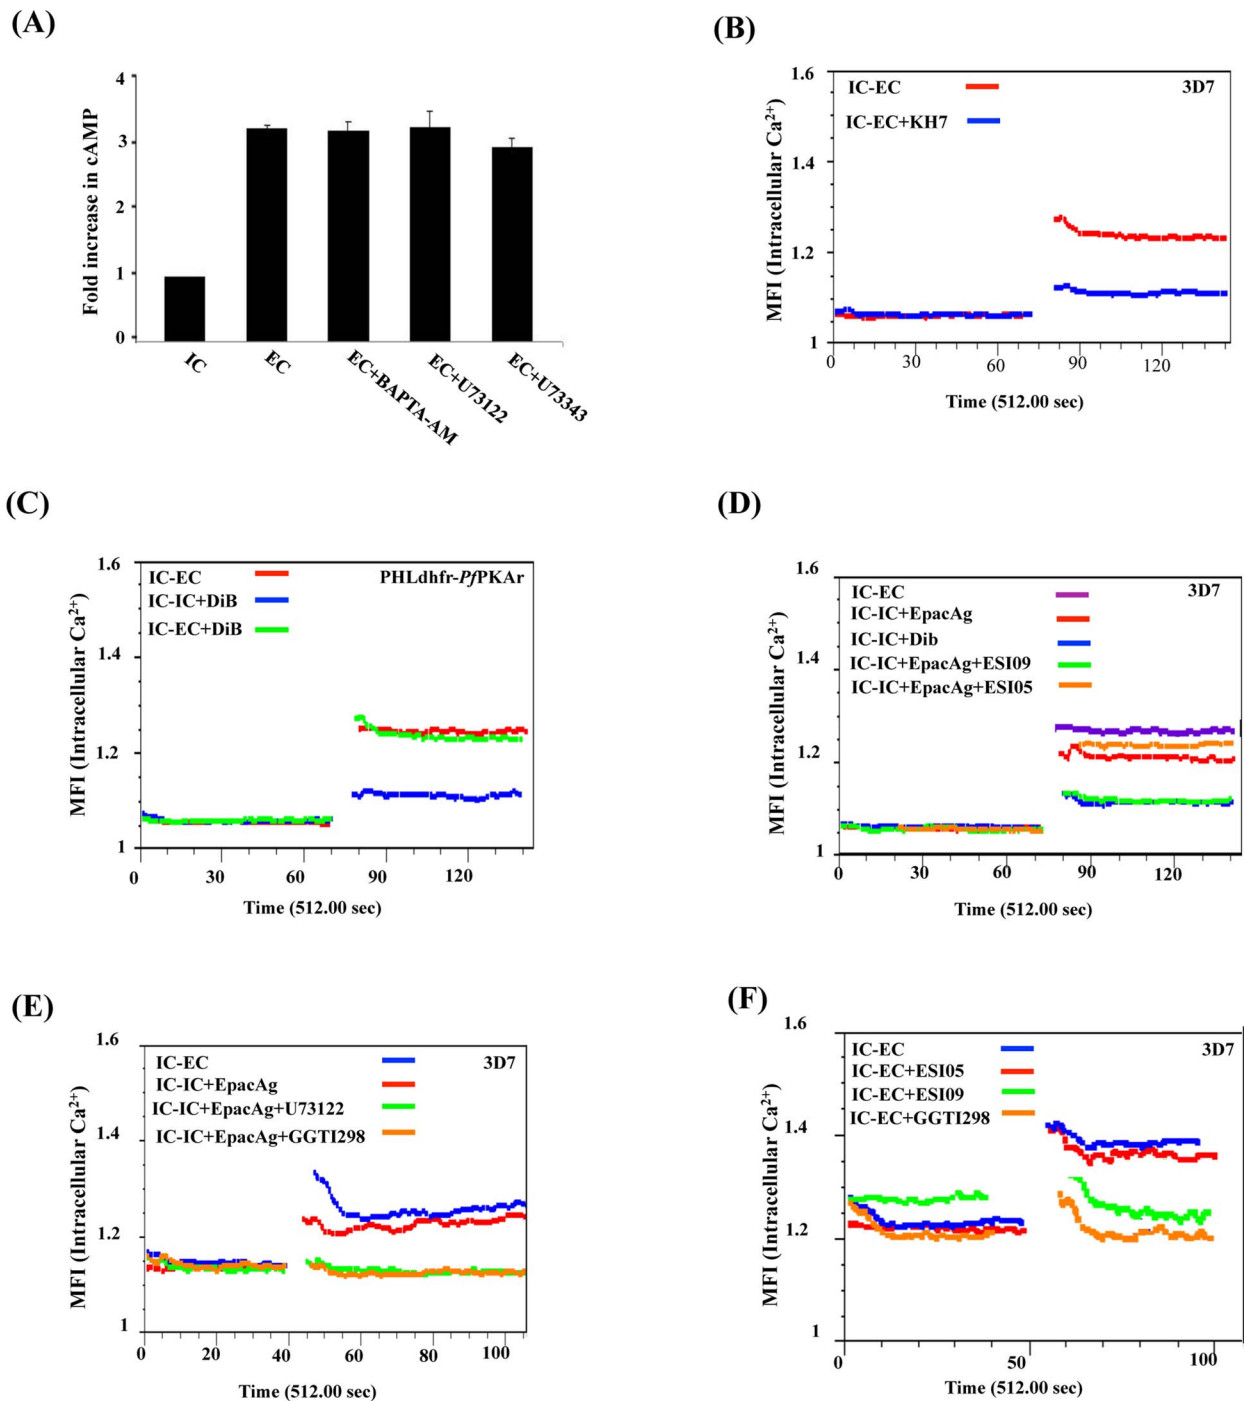 (A)
Fold increase in cAMP
4
3
2
1
0
IC
EC
EC+BAPTA-AM
EC+U73122
EC+U73343
(B)
MFI (Intracellular Ca²⁺)
1.6
1.4
1.2
1
IC-EC
IC-EC+KH7
3D7
0 30 60 90 120
Time (512.00 sec)
(C)
MFI (Intracellular Ca²⁺)
1.6
1.4
1.2
1
IC-EC
IC-IC+DiB
IC-EC+DiB
PHLdhfr-PfPKAr
0 30 60 90 120
Time (512.00 sec)
(D)
MFI (Intracellular Ca²⁺)
1.6
1.4
1.2
1
IC-EC
IC-IC+EpacAg
IC-IC+Dib
IC-IC+EpacAg+ESI09
IC-IC+EpacAg+ESI05
3D7
0 30 60 90 120
Time (512.00 sec)
(E)
MFI (Intracellular Ca²⁺)
1.6
1.4
1.2
1
IC-EC
IC-IC+EpacAg
IC-IC+EpacAg+U73122
IC-IC+EpacAg+GGTI298
3D7
0 20 40 60 80 100
Time (512.00 sec)
(F)
MFI (Intracellular Ca²⁺)
1.6
1.4
1.2
1
IC-EC
IC-EC+ESI05
IC-EC+ESI09
IC-EC+GGTI298
3D7
0 50 100
Time (512.00 sec)